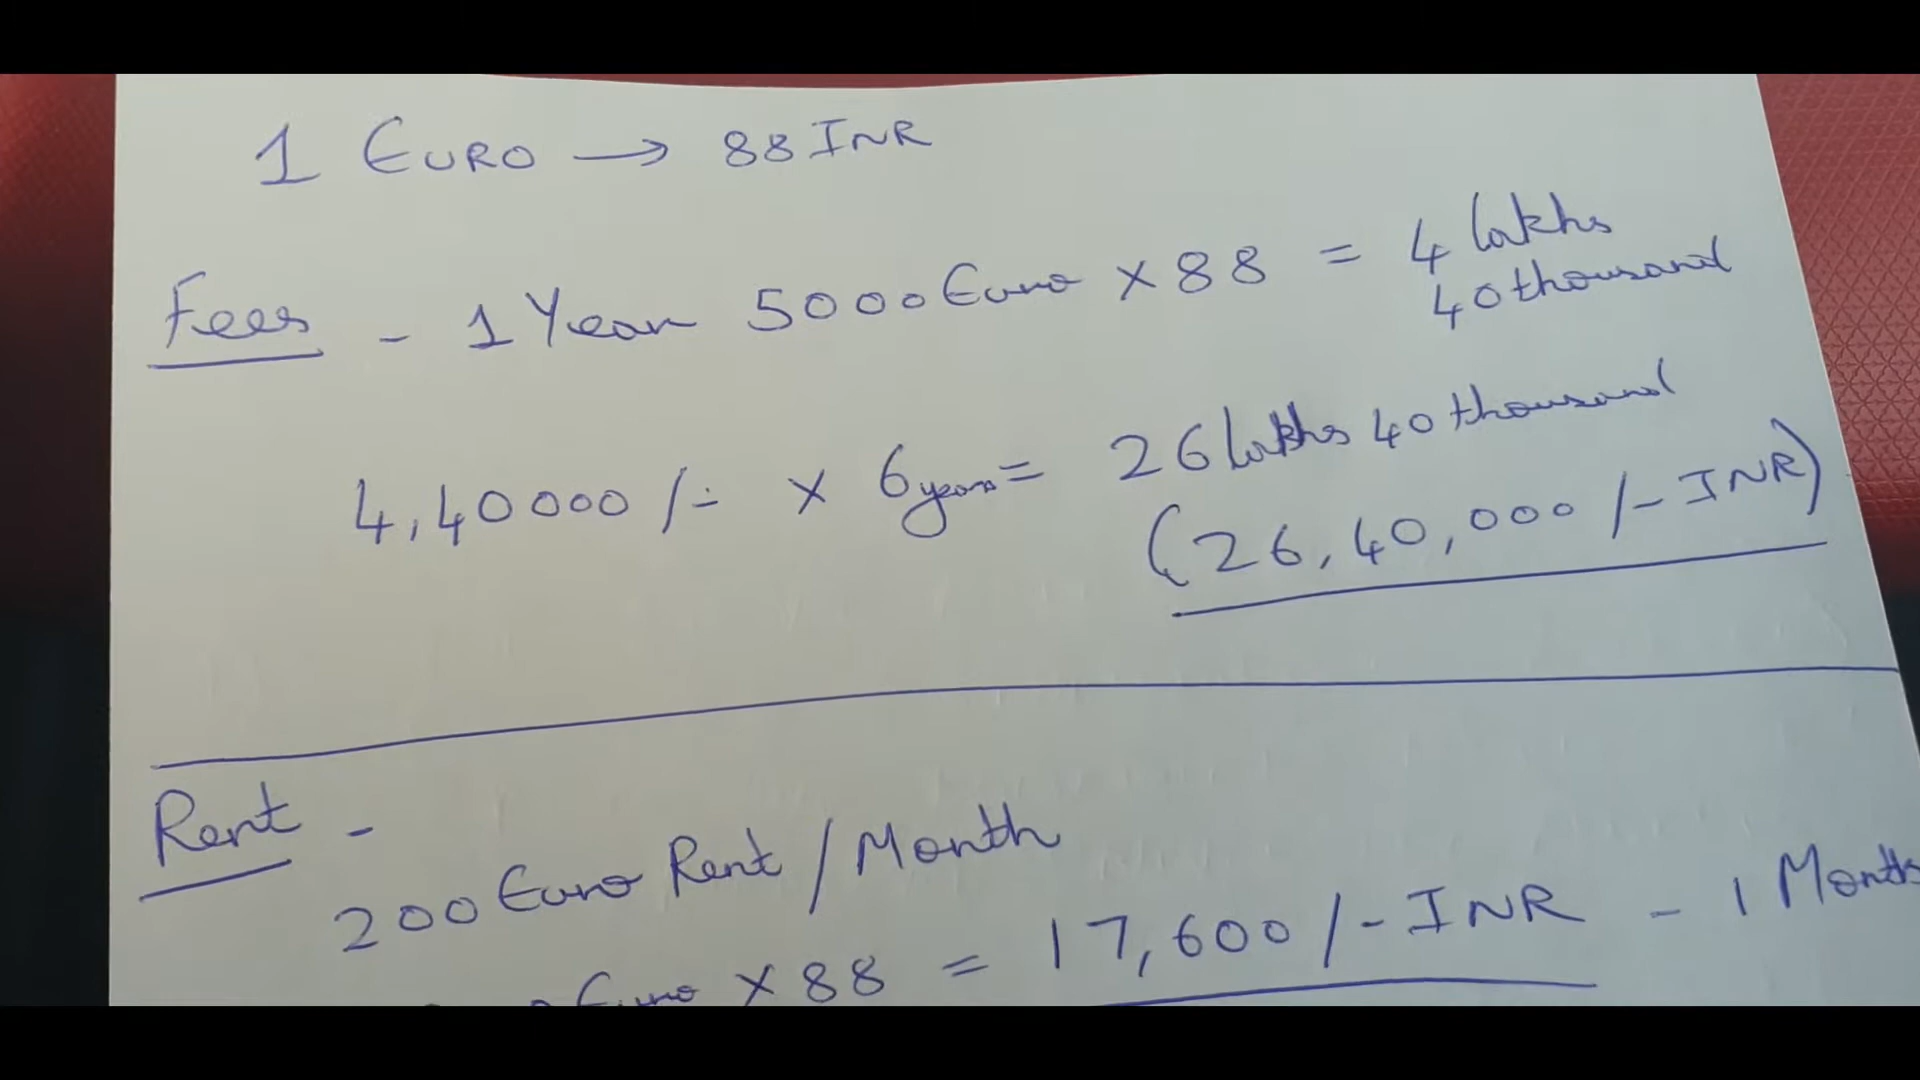 1 EURO → 88 INR
Fees - 1 Year 5000 Euro × 88 = 4 lakhs
40 thousand
4,40000/- × 6 years = 26 lakhs 40 thousand
(26,40,000/- INR)
Rent -
200 Euro Rent / Month
Euro × 88 = 17,600/- INR - 1 Month